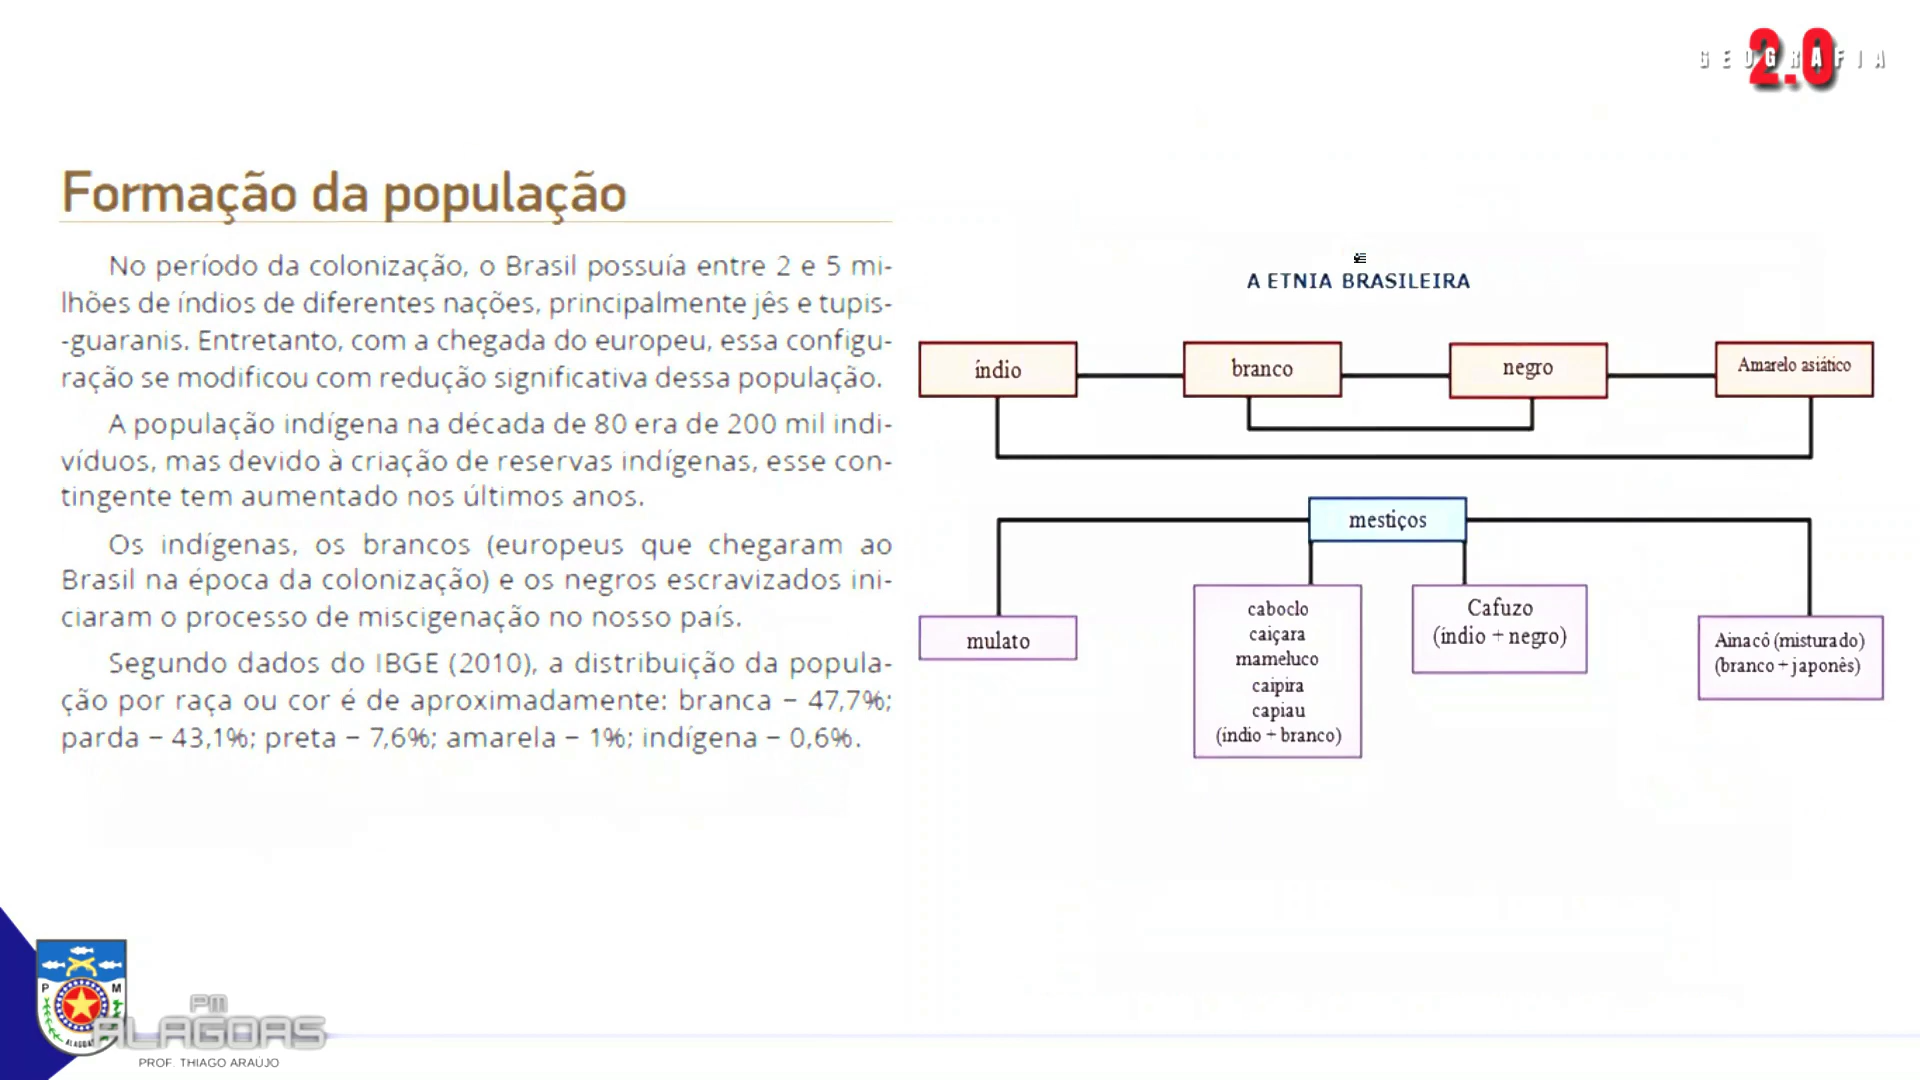 GEOGRAFIA
2.0
Formação da população
No período da colonização, o Brasil possuía entre 2 e 5 mi-
lhões de índios de diferentes nações, principalmente jês e tupis-
-guaranis. Entretanto, com a chegada do europeu, essa configu-
ração se modificou com redução significativa dessa população.
A população indígena na década de 80 era de 200 mil indi-
víduos, mas devido à criação de reservas indígenas, esse con-
tingente tem aumentado nos últimos anos.
Os indígenas, os brancos (europeus que chegaram ao
Brasil na época da colonização) e os negros escravizados ini-
ciaram o processo de miscigenação no nosso país.
Segundo dados do IBGE (2010), a distribuição da popula-
ção por raça ou cor é de aproximadamente: branca – 47,7%;
parda – 43,1%; preta – 7,6%; amarela – 1%; indígena – 0,6%.
A ETNIA BRASILEIRA
índio
branco
negro
Amarelo asiático
mestiços
mulato
caboclo
caiçara
mameluco
caipira
capiau
(índio + branco)
Cafuzo
(índio + negro)
Ainacô (misturado)
(branco + japonês)
P M
ALAGOAS
PM
ALAGOAS
PROF. THIAGO ARAÚJO